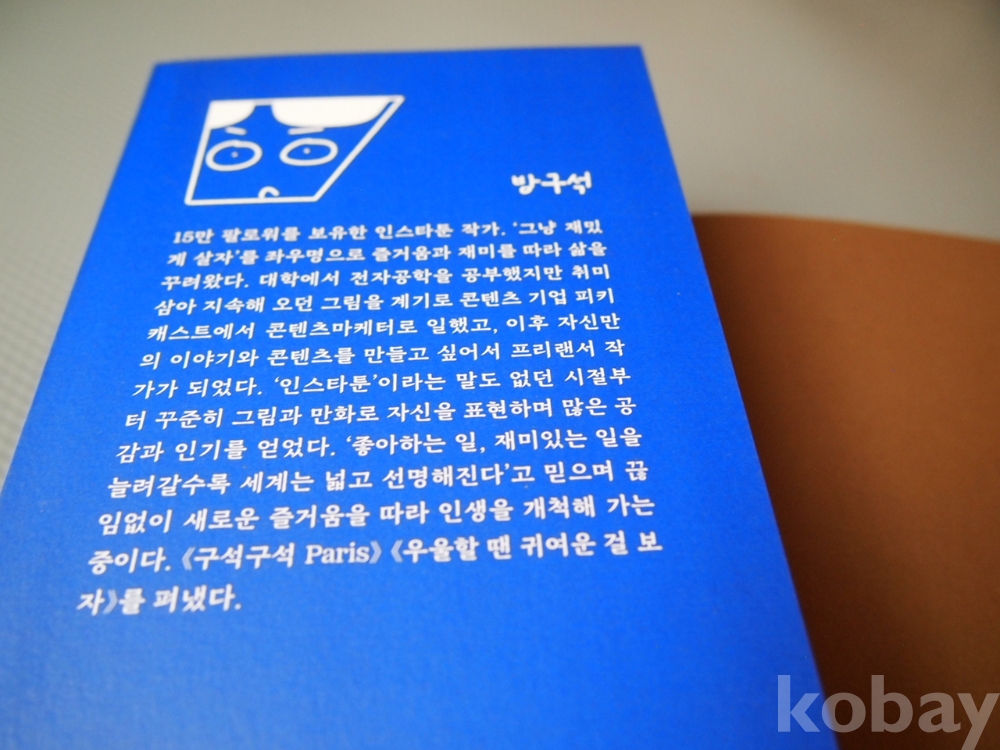 방구석
15만 팔로워를 보유한 인스타툰 작가. ‘그냥 재밌
게 살자’를 좌우명으로 즐거움과 재미를 따라 삶을
꾸려왔다. 대학에서 전자공학을 공부했지만 취미
삼아 지속해 오던 그림을 계기로 콘텐츠 기업 피키
캐스트에서 콘텐츠마케터로 일했고, 이후 자신만
의 이야기와 콘텐츠를 만들고 싶어서 프리랜서 작
가가 되었다. ‘인스타툰’이라는 말도 없던 시절부
터 꾸준히 그림과 만화로 자신을 표현하며 많은 공
감과 인기를 얻었다. ‘좋아하는 일, 재미있는 일을
늘려갈수록 세계는 넓고 선명해진다’고 믿으며 끊
임없이 새로운 즐거움을 따라 인생을 개척해 가는
중이다. 《구석구석 Paris》 《우울할 땐 귀여운 걸 보
자》를 펴냈다.
kobay